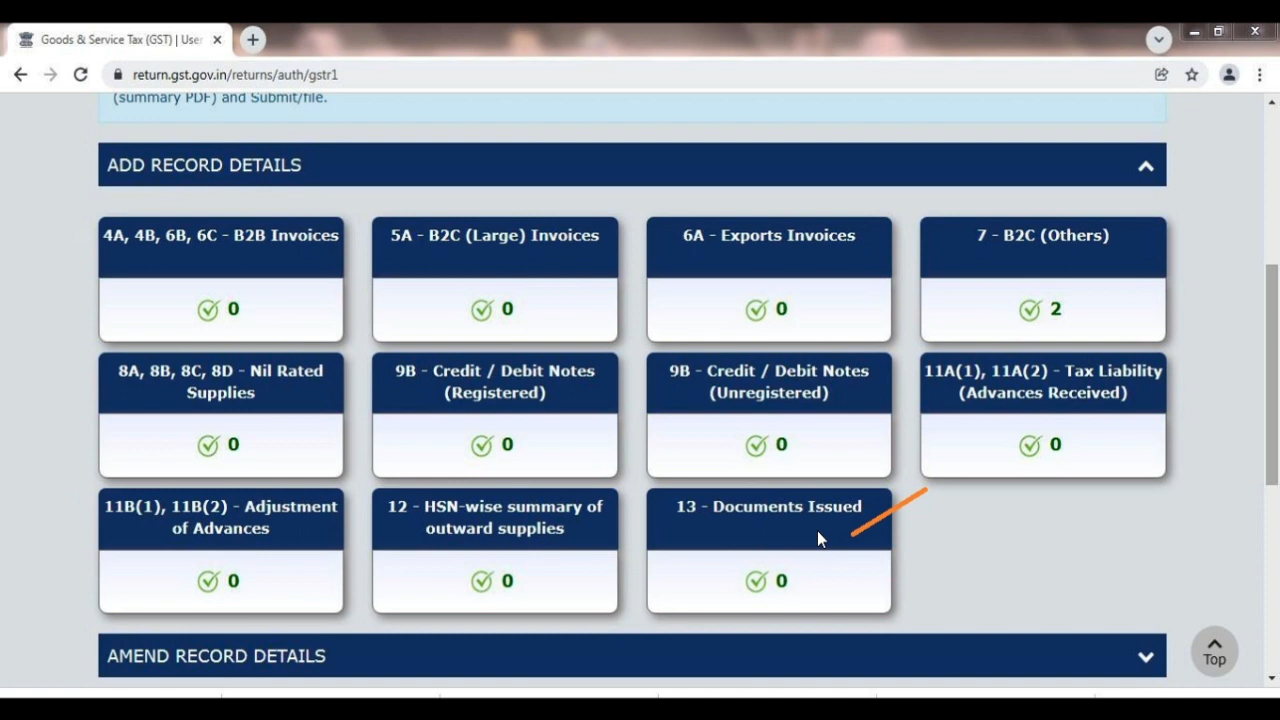 Goods & Service Tax (GST) | User
return.gst.gov.in/returns/auth/gstr1
(summary PDF) and Submit/file.
ADD RECORD DETAILS
4A, 4B, 6B, 6C - B2B Invoices
0
5A - B2C (Large) Invoices
0
6A - Exports Invoices
0
7 - B2C (Others)
2
8A, 8B, 8C, 8D - Nil Rated
Supplies
0
9B - Credit / Debit Notes
(Registered)
0
9B - Credit / Debit Notes
(Unregistered)
0
11A(1), 11A(2) - Tax Liability
(Advances Received)
0
11B(1), 11B(2) - Adjustment
of Advances
0
12 - HSN-wise summary of
outward supplies
0
13 - Documents Issued
0
AMEND RECORD DETAILS
Top